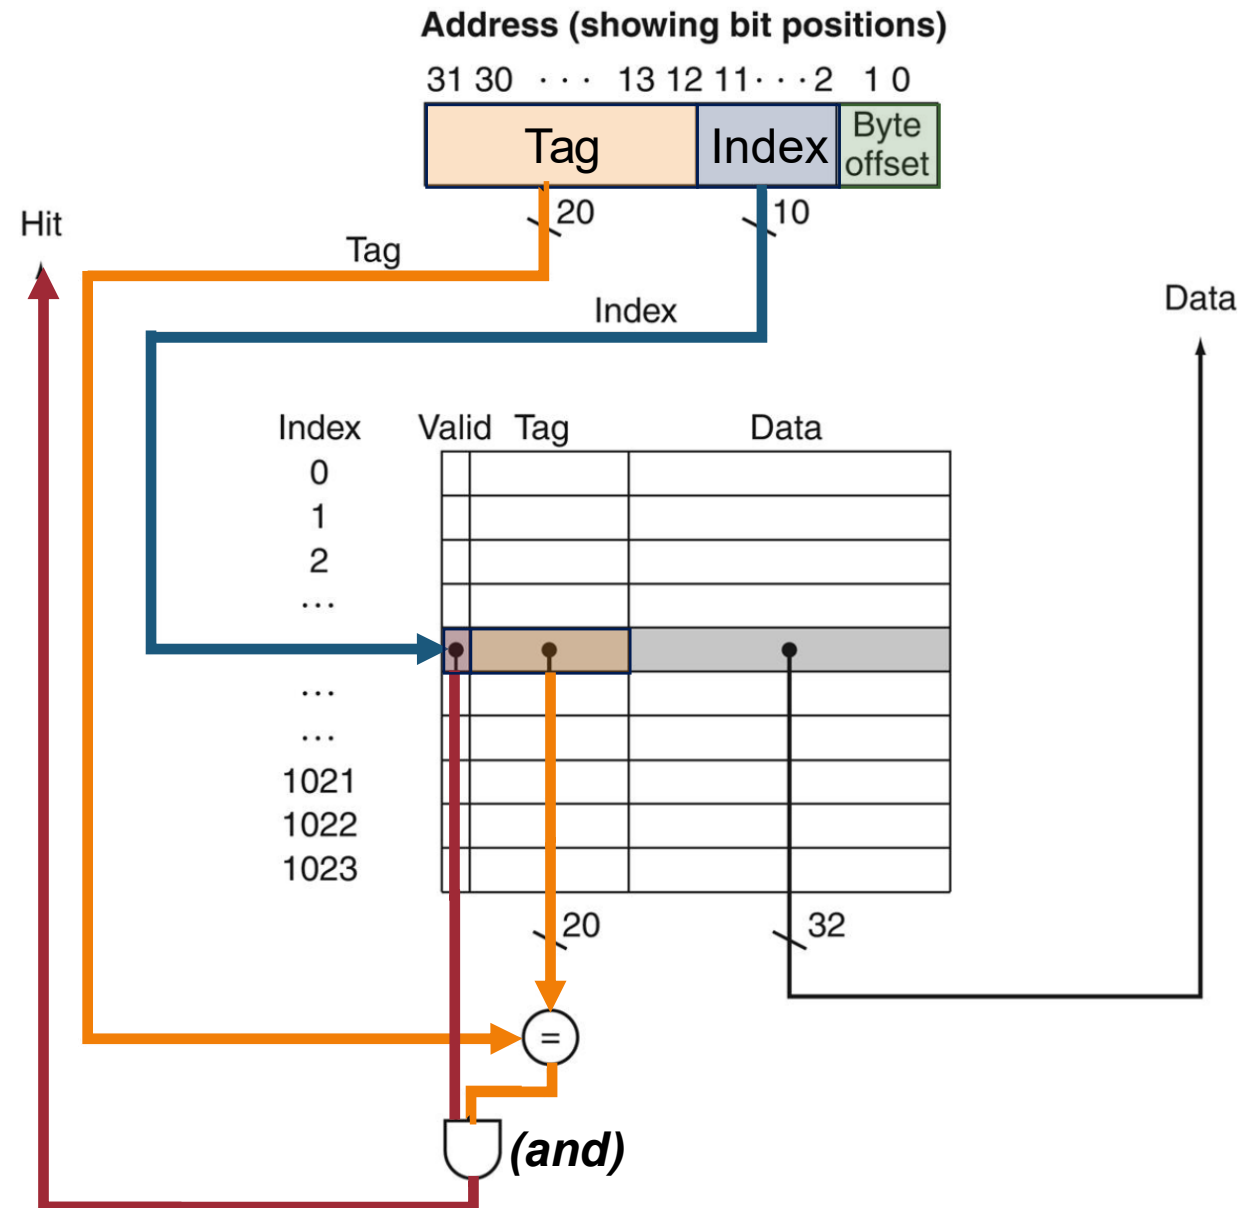 Address (showing bit positions)
31 30 · · · 13 12 11 · · · 2 1 0
Tag Index Byte offset
20 10
Hit
Tag
Index
Data
Index Valid Tag Data
0
1
2
...
...
...
1021
1022
1023
20 32
=
(and)